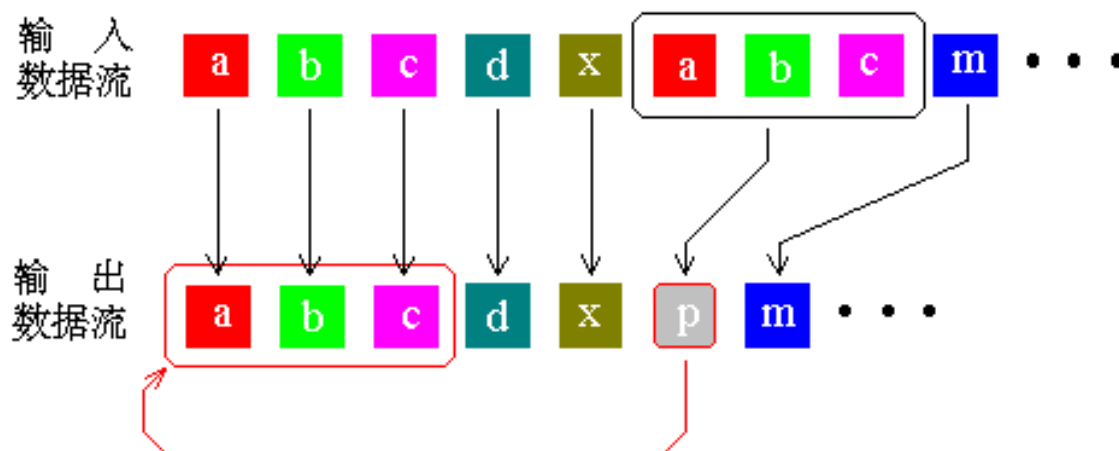 输 入
数据流
a b c d x a b c m • • •
输 出
数据流
a b c d x p m • • •